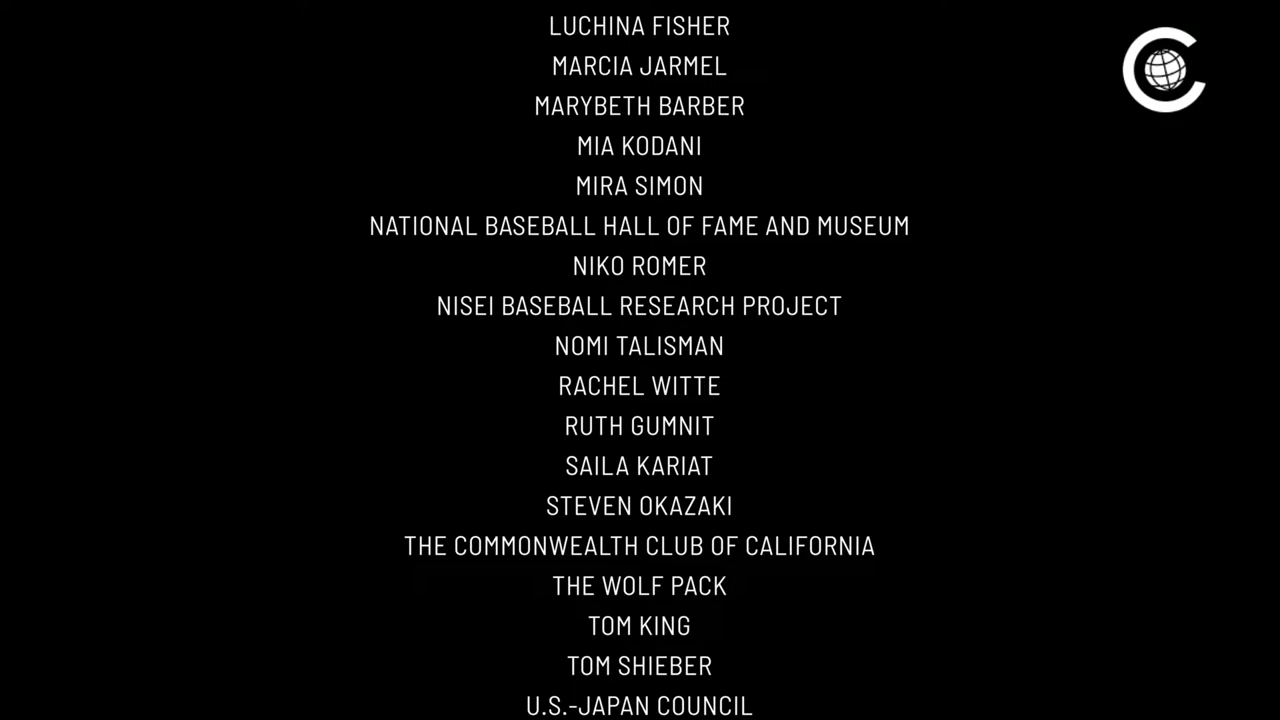 LUCHINA FISHER
MARCIA JARMEL
MARYBETH BARBER
MIA KODANI
MIRA SIMON
NATIONAL BASEBALL HALL OF FAME AND MUSEUM
NIKO ROMER
NISEI BASEBALL RESEARCH PROJECT
NOMI TALISMAN
RACHEL WITTE
RUTH GUMNIT
SAILA KARIAT
STEVEN OKAZAKI
THE COMMONWEALTH CLUB OF CALIFORNIA
THE WOLF PACK
TOM KING
TOM SHIEBER
U.S.-JAPAN COUNCIL